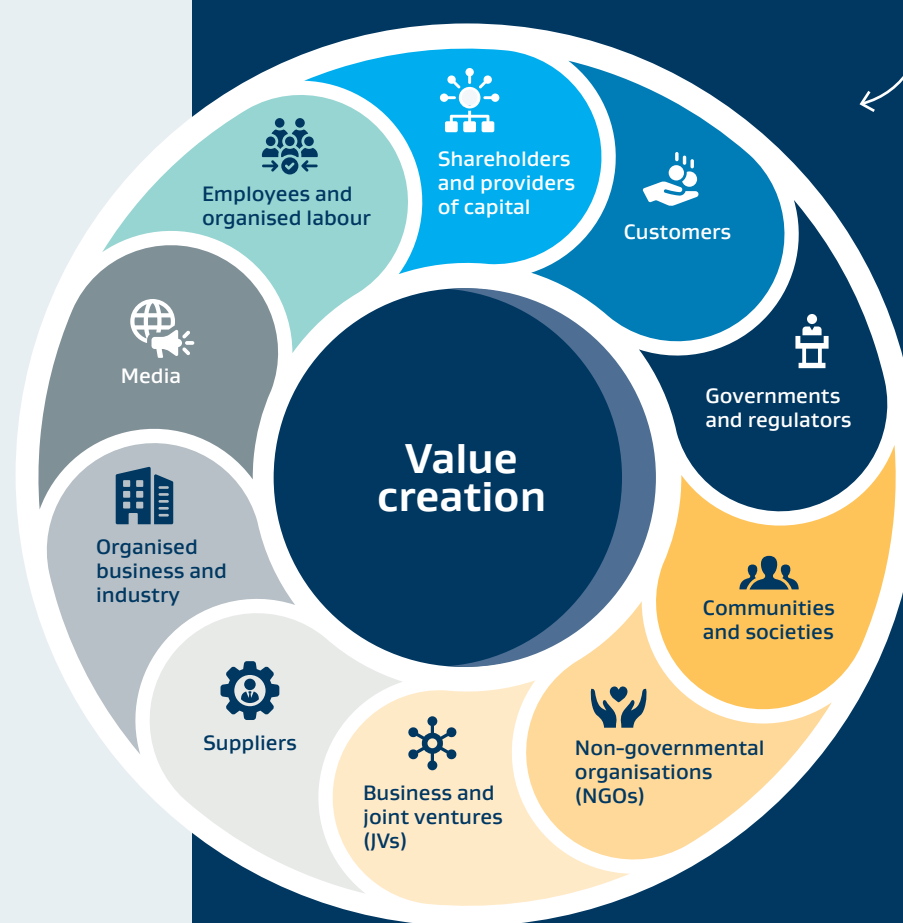 Shareholders
and providers
of capital
Customers
Governments
and regulators
Communities
and societies
Non-governmental
organisations
(NGOs)
Business and
joint ventures
(JVs)
Suppliers
Organised
business and
industry
Media
Employees and
organised labour
Value
creation